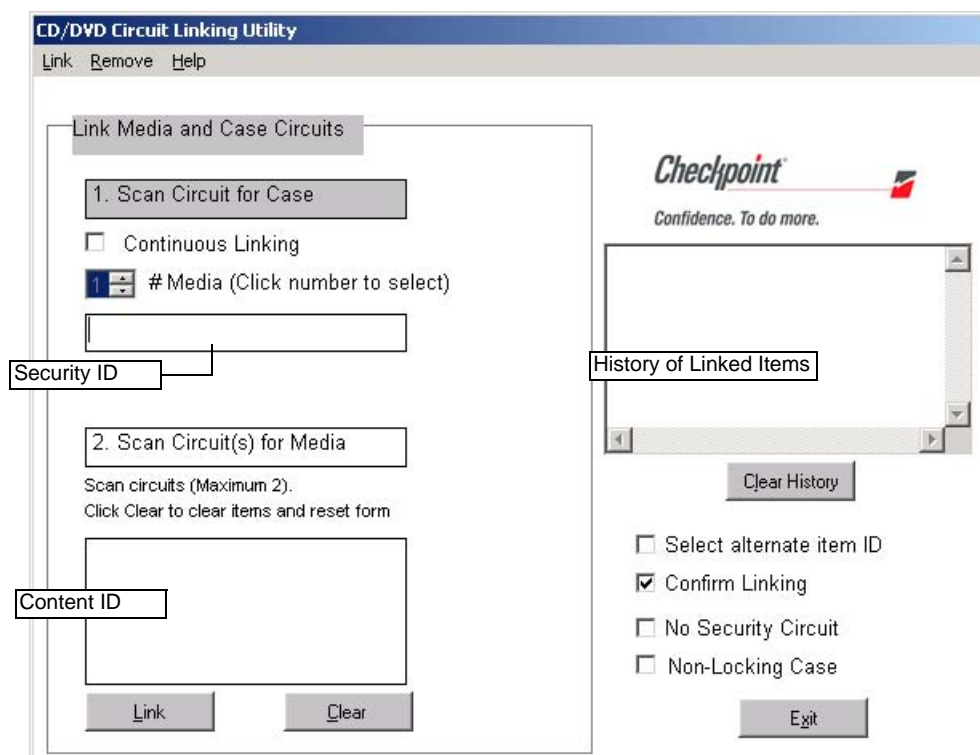 CD/DVD Circuit Linking Utility
Link Remove Help
Link Media and Case Circuits
1. Scan Circuit for Case
Continuous Linking
1 # Media (Click number to select)
Security ID
2. Scan Circuit(s) for Media
Scan circuits (Maximum 2).
Click Clear to clear items and reset form
Content ID
Link Clear
Checkpoint
Confidence. To do more.
History of Linked Items
Clear History
Select alternate item ID
Confirm Linking
No Security Circuit
Non-Locking Case
Exit